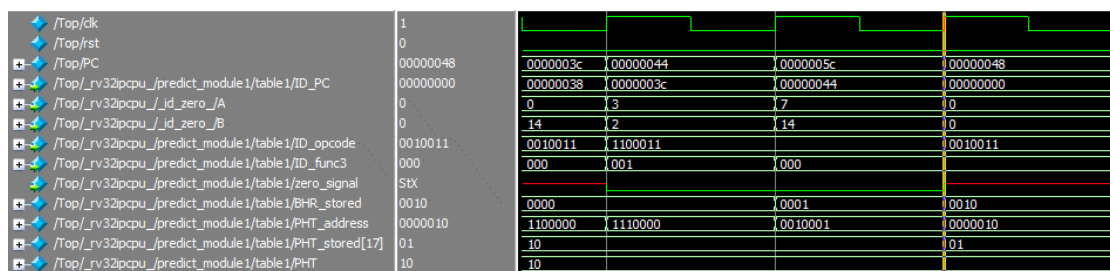 /Top/clk 1
/Top/rst 0
/Top/PC 00000048 0000003c 00000044 0000005c 00000048
/Top/_rv32ipcpu_/predict_module1/table1/ID_PC 00000000 00000038 0000003c 00000044 00000000
/Top/_rv32ipcpu_/_id_zero_/A 0 0 3 7 0
/Top/_rv32ipcpu_/_id_zero_/B 0 14 2 14 0
/Top/_rv32ipcpu_/predict_module1/table1/ID_opcode 0010011 0010011 1100011 0010011
/Top/_rv32ipcpu_/predict_module1/table1/ID_func3 000 000 001 000
/Top/_rv32ipcpu_/predict_module1/table1/zero_signal StX
/Top/_rv32ipcpu_/predict_module1/table1/BHR_stored 0010 0000 0001 0010
/Top/_rv32ipcpu_/predict_module1/table1/PHT_address 0000010 1100000 1110000 0010001 0000010
/Top/_rv32ipcpu_/predict_module1/table1/PHT_stored[17] 01 10 01
/Top/_rv32ipcpu_/predict_module1/table1/PHT 10 10